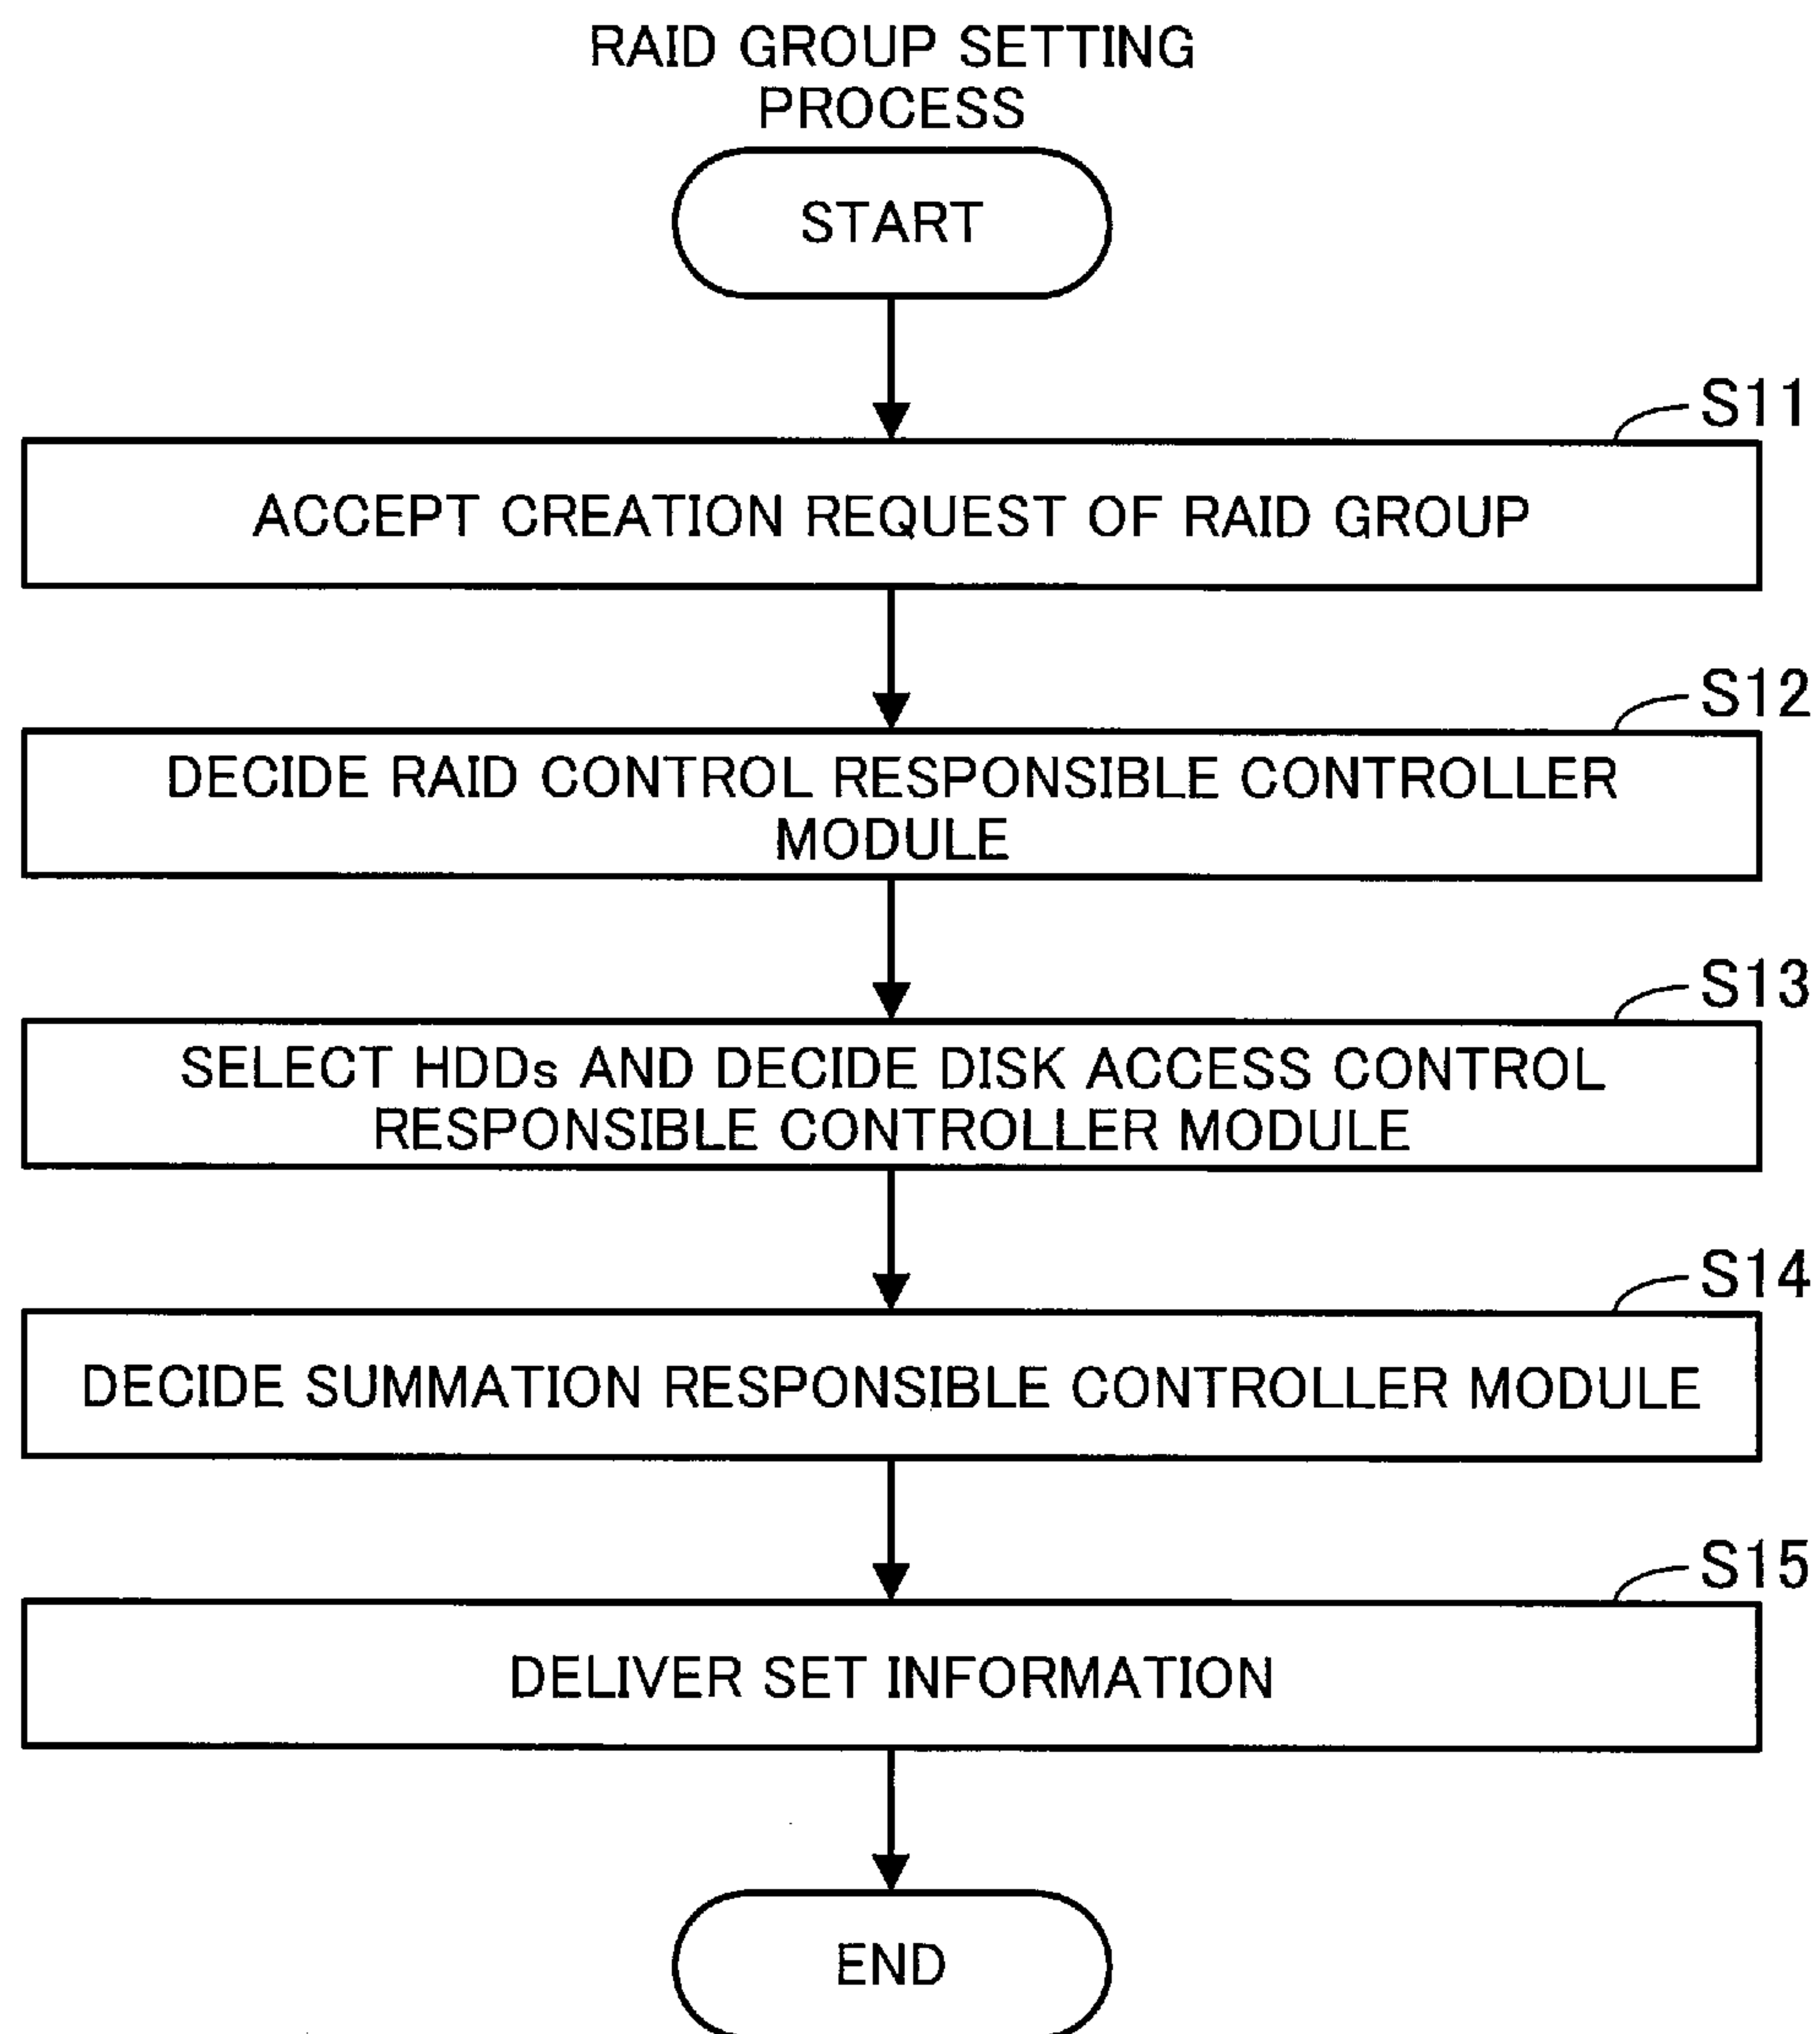 RAID GROUP SETTING
PROCESS
START
S11
ACCEPT CREATION REQUEST OF RAID GROUP
S12
DECIDE RAID CONTROL RESPONSIBLE CONTROLLER
MODULE
S13
SELECT HDDs AND DECIDE DISK ACCESS CONTROL
RESPONSIBLE CONTROLLER MODULE
S14
DECIDE SUMMATION RESPONSIBLE CONTROLLER MODULE
S15
DELIVER SET INFORMATION
END